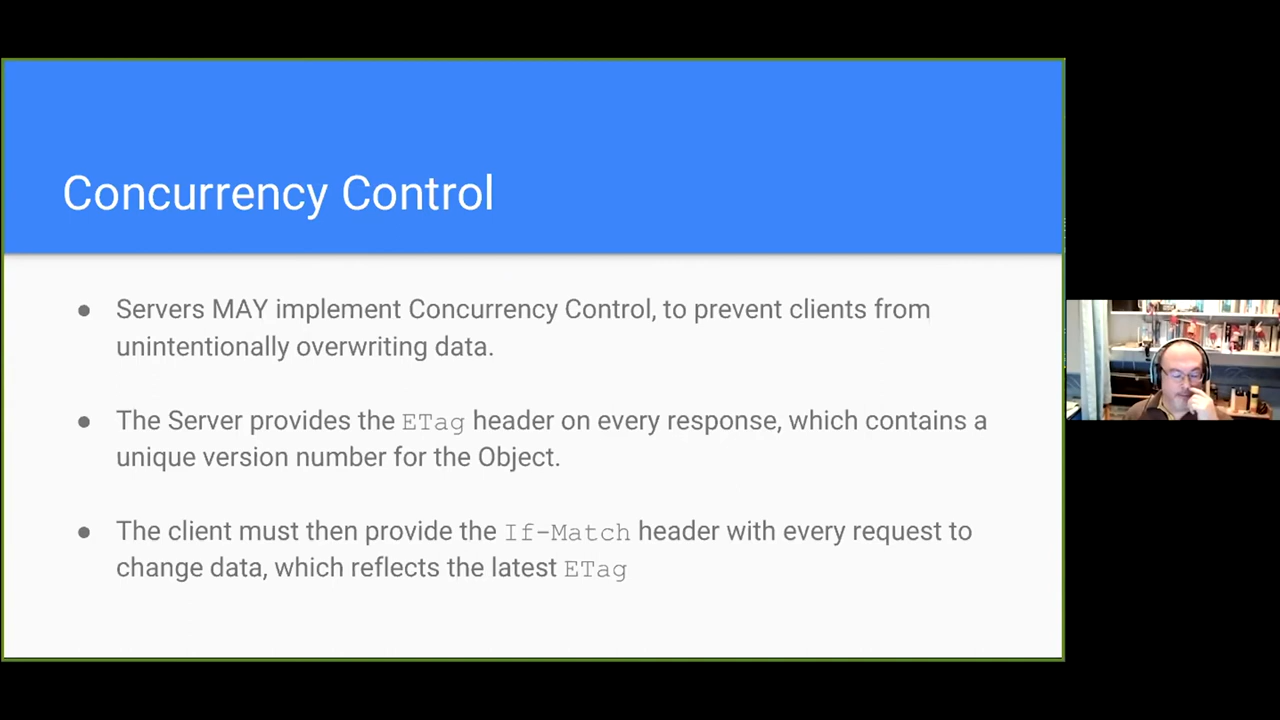 Concurrency Control
● Servers MAY implement Concurrency Control, to prevent clients from
unintentionally overwriting data.
● The Server provides the ETag header on every response, which contains a
unique version number for the Object.
● The client must then provide the If-Match header with every request to
change data, which reflects the latest ETag